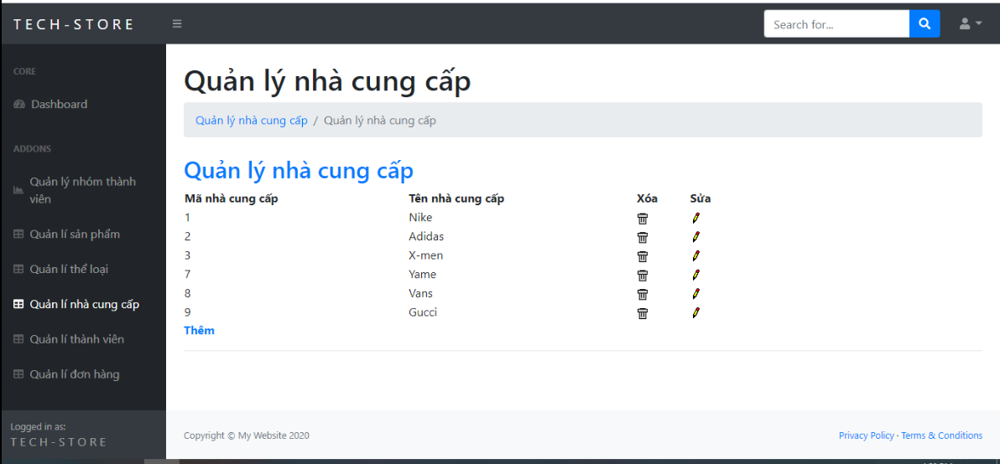 TECH-STORE
Search for...
CORE
Dashboard
ADDONS
Quản lý nhóm thành
viên
Quản lí sản phẩm
Quản lí thể loại
Quản lí nhà cung cấp
Quản lí thành viên
Quản lí đơn hàng
Logged in as:
TECH-STORE
Quản lý nhà cung cấp
Quản lý nhà cung cấp / Quản lý nhà cung cấp
Quản lý nhà cung cấp
Mã nhà cung cấp Tên nhà cung cấp Xóa Sửa
1 Nike
2 Adidas
3 X-men
7 Yame
8 Vans
9 Gucci
Thêm
Copyright © My Website 2020 Privacy Policy · Terms & Conditions